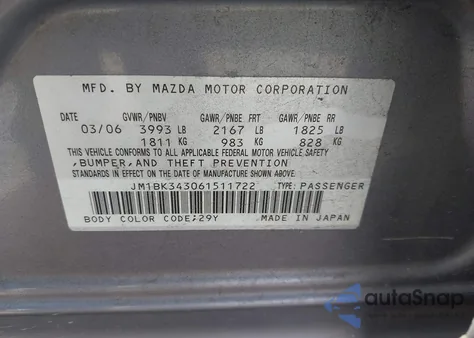 MFD. BY MAZDA MOTOR CORPORATION
DATE GVWR/PNBV GAWR/PNBE FRT GAWR/PNBE RR
03/06 3993 LB 2167 LB 1825 LB
1811 KG 983 KG 828 KG
THIS VEHICLE CONFORMS TO ALL APPLICABLE FEDERAL MOTOR VEHICLE SAFETY,
BUMPER, AND THEFT PREVENTION
STANDARDS IN EFFECT ON THE DATE OF MANUFACTURE SHOWN ABOVE.
JM1BK343061511722 TYPE: PASSENGER
BODY COLOR CODE: 29Y MADE IN JAPAN
autoSnap